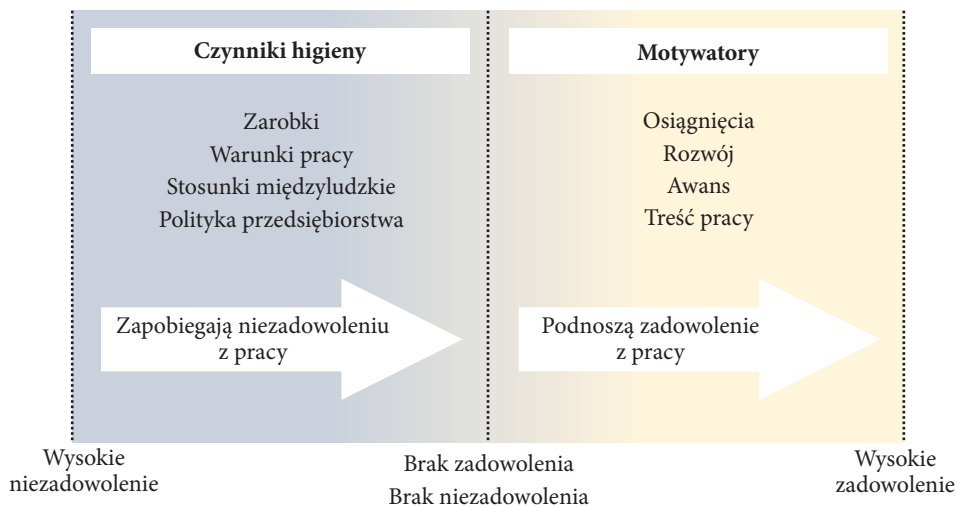 Czynniki higieny
Zarobki
Warunki pracy
Stosunki międzyludzkie
Polityka przedsiębiorstwa
Zapobiegają niezadowoleniu
z pracy
Motywatory
Osiągnięcia
Rozwój
Awans
Treść pracy
Podnoszą zadowolenie
z pracy
Wysokie
niezadowolenie
Brak zadowolenia
Brak niezadowolenia
Wysokie
zadowolenie